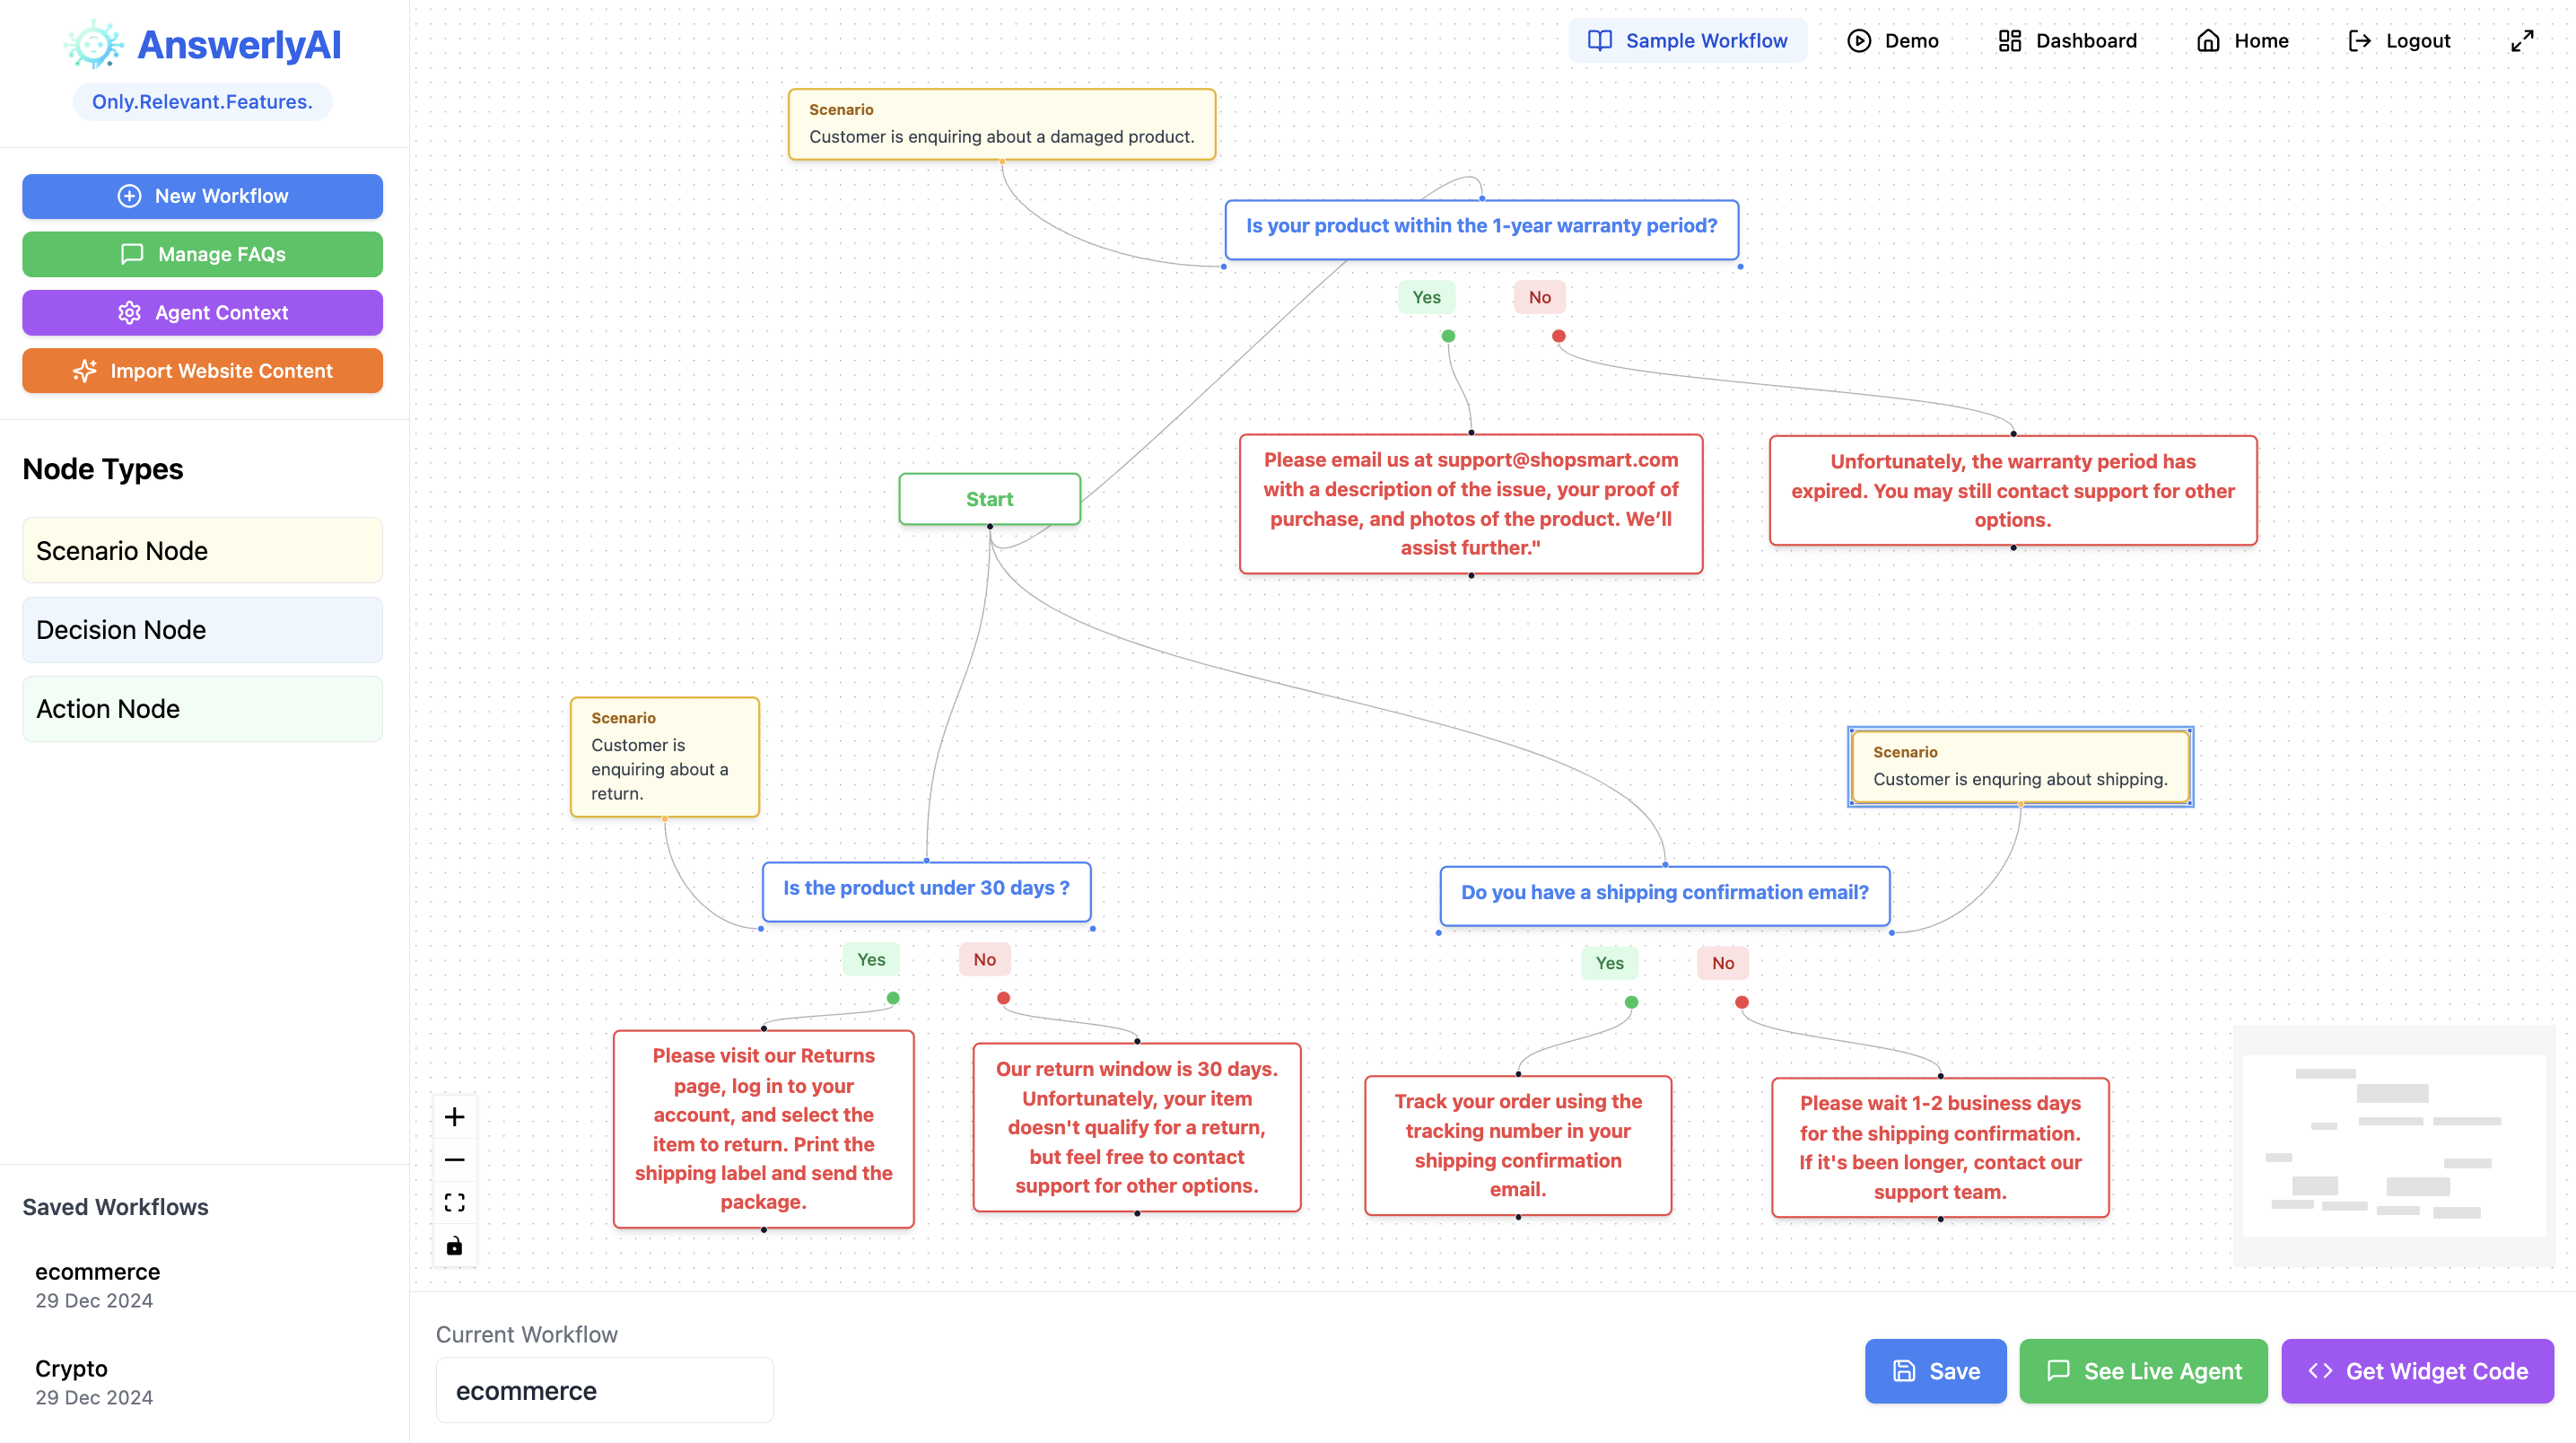 AnswerlyAI
Only.Relevant.Features.
New Workflow
Manage FAQs
Agent Context
Import Website Content
Node Types
Scenario Node
Decision Node
Action Node
Saved Workflows
ecommerce
29 Dec 2024
Crypto
29 Dec 2024
Sample Workflow
Demo
Dashboard
Home
Logout
Scenario
Customer is enquiring about a damaged product.
Is your product within the 1-year warranty period?
Yes
No
Please email us at support@shopsmart.com
with a description of the issue, your proof of
purchase, and photos of the product. We’ll
assist further."
Unfortunately, the warranty period has
expired. You may still contact support for other
options.
Start
Scenario
Customer is
enquiring about a
return.
Scenario
Customer is enquring about shipping.
Is the product under 30 days ?
Yes
No
Do you have a shipping confirmation email?
Yes
No
Please visit our Returns
page, log in to your
account, and select the
item to return. Print the
shipping label and send the
package.
Our return window is 30 days.
Unfortunately, your item
doesn't qualify for a return,
but feel free to contact
support for other options.
Track your order using the
tracking number in your
shipping confirmation
email.
Please wait 1-2 business days
for the shipping confirmation.
If it's been longer, contact our
support team.
Current Workflow
ecommerce
Save
See Live Agent
Get Widget Code